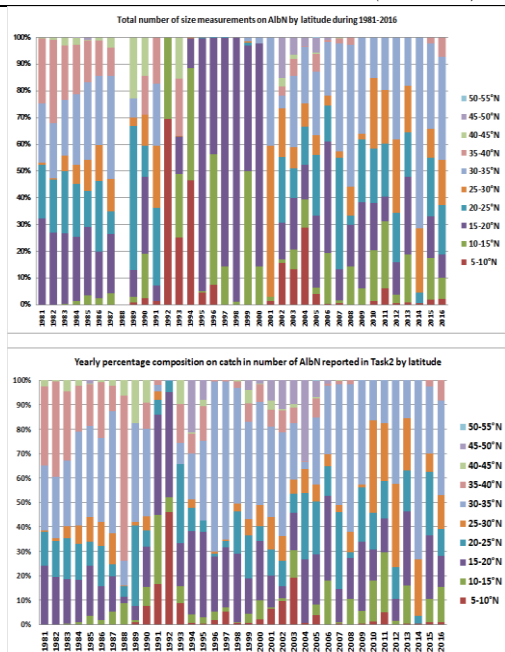 Total number of size measurements on AlbN by latitude during 1981-2016
100%
90%
80%
70%
60%
50%
40%
30%
20%
10%
0%
50-55°N
45-50°N
40-45°N
35-40°N
30-35°N
25-30°N
20-25°N
15-20°N
10-15°N
5-10°N
1981 1982 1983 1984 1985 1986 1987 1988 1989 1990 1991 1992 1993 1994 1995 1996 1997 1998 1999 2000 2001 2002 2003 2004 2005 2006 2007 2008 2009 2010 2011 2012 2013 2014 2015 2016
Yearly percentage composition on catch in number of AlbN reported in Task2 by latitude
100%
90%
80%
70%
60%
50%
40%
30%
20%
10%
0%
50-55°N
45-50°N
40-45°N
35-40°N
30-35°N
25-30°N
20-25°N
15-20°N
10-15°N
5-10°N
1981 1982 1983 1984 1985 1986 1987 1988 1989 1990 1991 1992 1993 1994 1995 1996 1997 1998 1999 2000 2001 2002 2003 2004 2005 2006 2007 2008 2009 2010 2011 2012 2013 2014 2015 2016